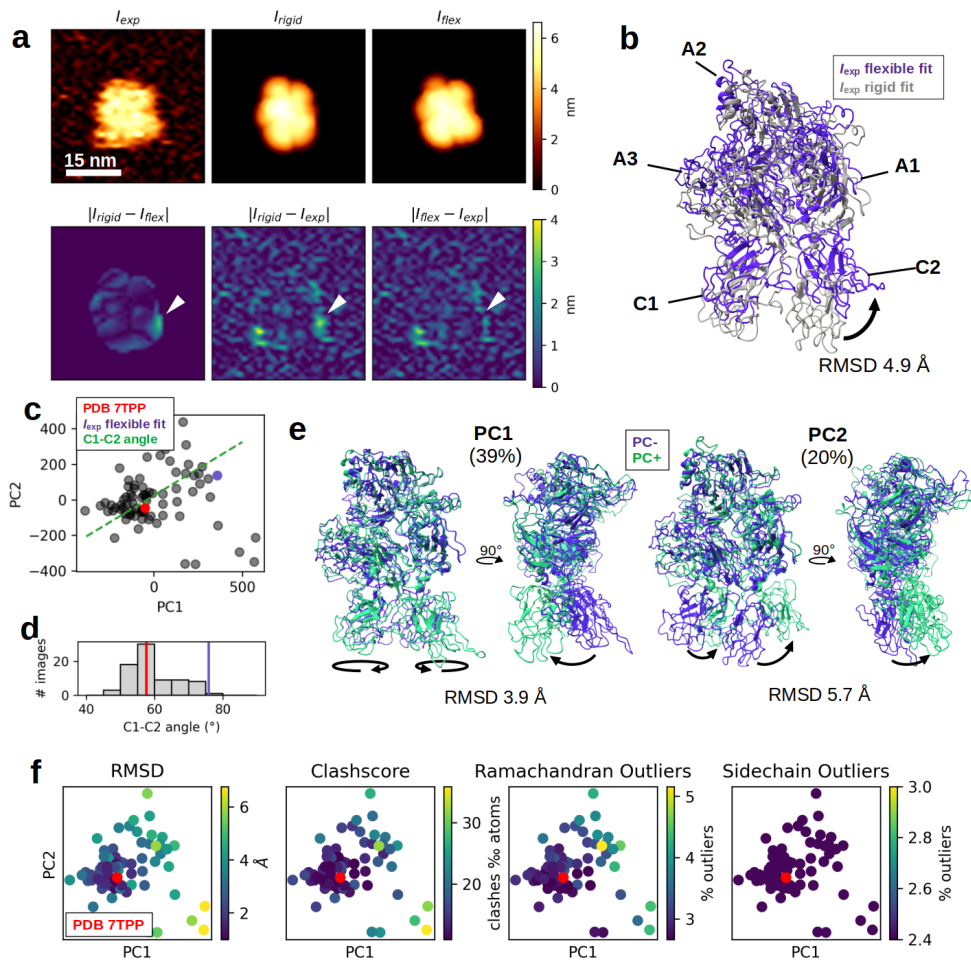 a
I_exp
I_rigid
I_flex
15 nm
6
4
2
0
nm
|I_rigid − I_flex|
|I_rigid − I_exp|
|I_flex − I_exp|
4
3
2
1
0
nm
b
A2
I_exp flexible fit
I_exp rigid fit
A3
A1
C1
C2
RMSD 4.9 Å
c
PDB 7TPP
I_exp flexible fit
C1-C2 angle
400
200
0
−200
−400
PC2
0
500
PC1
d
# images
20
0
40
60
80
C1-C2 angle (°)
e
PC1
(39%)
PC-
PC+
PC2
(20%)
90°
90°
RMSD 3.9 Å
RMSD 5.7 Å
f
RMSD
PC2
PDB 7TPP
PC1
6
4
2
Å
Clashscore
PC1
30
20
clashes ‰ atoms
Ramachandran Outliers
PC1
5
4
3
% outliers
Sidechain Outliers
PC1
3.0
2.8
2.6
2.4
% outliers